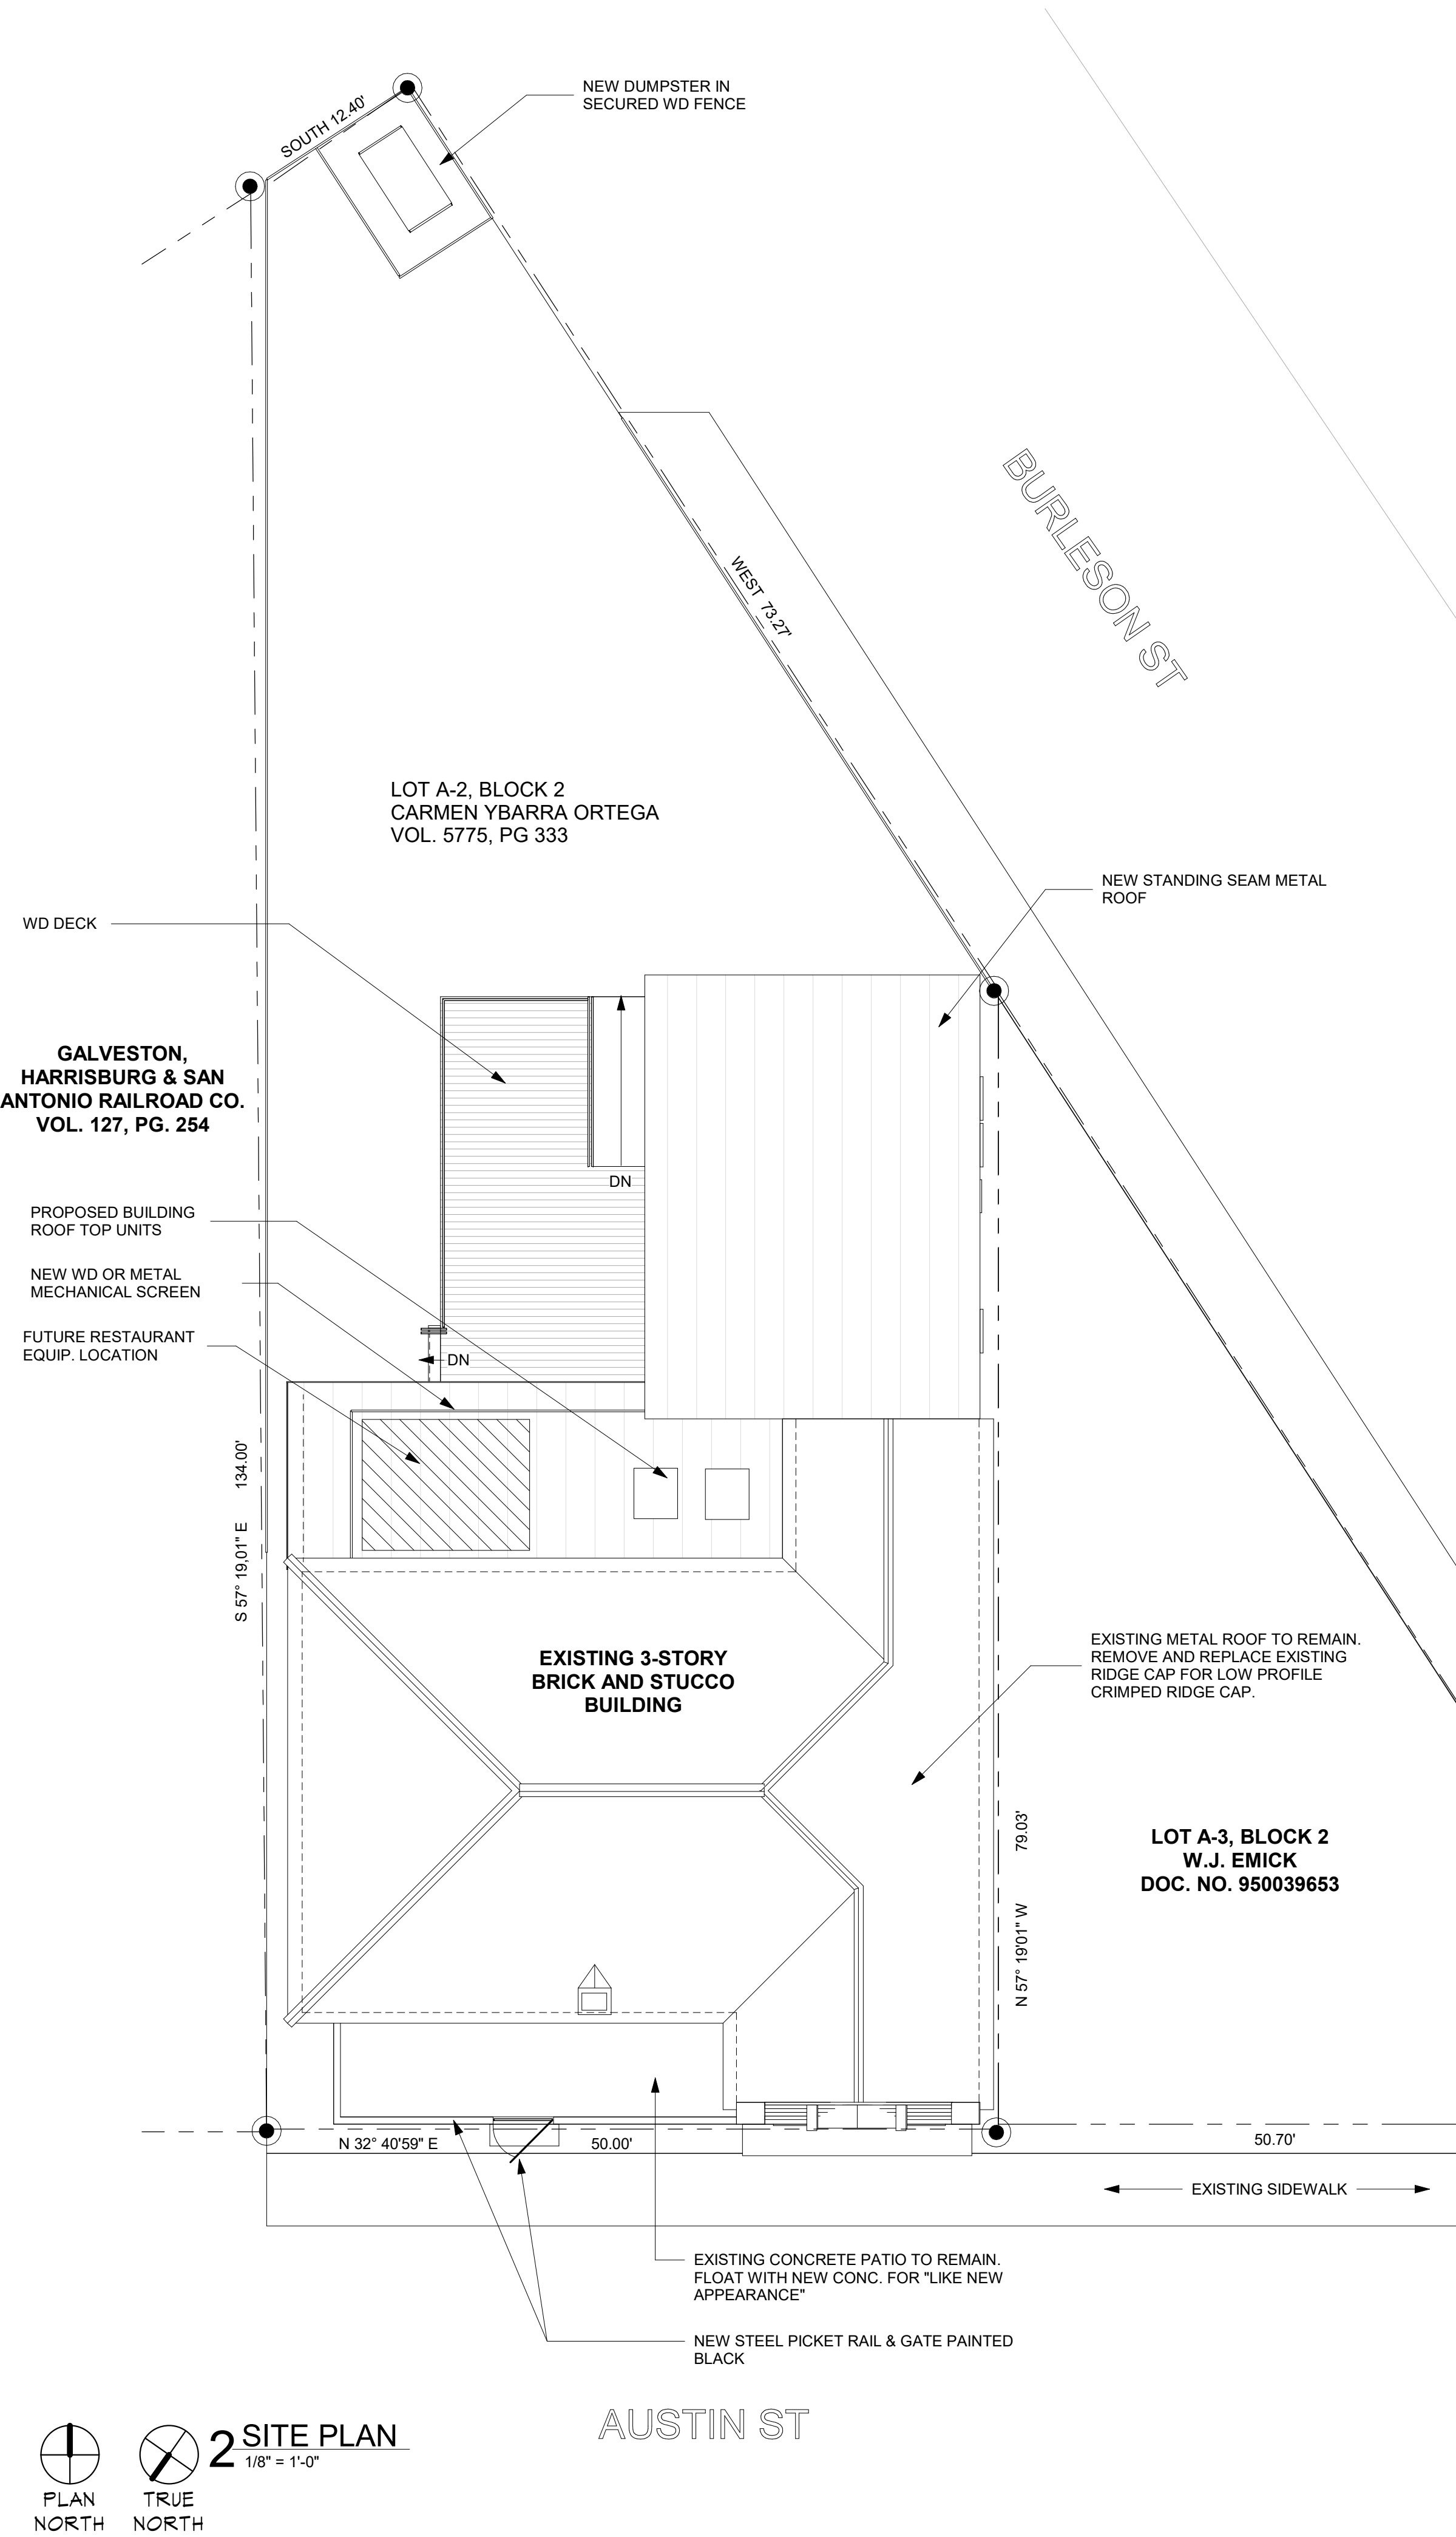 NEW DUMPSTER IN
SECURED WD FENCE
SOUTH 12.40'
BURLESON ST
WEST 73.27'
LOT A-2, BLOCK 2
CARMEN YBARRA ORTEGA
VOL. 5775, PG 333
NEW STANDING SEAM METAL
ROOF
WD DECK
GALVESTON,
HARRISBURG & SAN
ANTONIO RAILROAD CO.
VOL. 127, PG. 254
DN
PROPOSED BUILDING
ROOF TOP UNITS
NEW WD OR METAL
MECHANICAL SCREEN
FUTURE RESTAURANT
EQUIP. LOCATION
DN
S 57° 19,01" E 134.00'
EXISTING 3-STORY
BRICK AND STUCCO
BUILDING
EXISTING METAL ROOF TO REMAIN.
REMOVE AND REPLACE EXISTING
RIDGE CAP FOR LOW PROFILE
CRIMPED RIDGE CAP.
N 57° 19'01" W 79.03'
LOT A-3, BLOCK 2
W.J. EMICK
DOC. NO. 950039653
N 32° 40'59" E 50.00'
50.70'
EXISTING SIDEWALK
EXISTING CONCRETE PATIO TO REMAIN.
FLOAT WITH NEW CONC. FOR "LIKE NEW
APPEARANCE"
NEW STEEL PICKET RAIL & GATE PAINTED
BLACK
AUSTIN ST
2 SITE PLAN
1/8" = 1'-0"
PLAN
NORTH
TRUE
NORTH